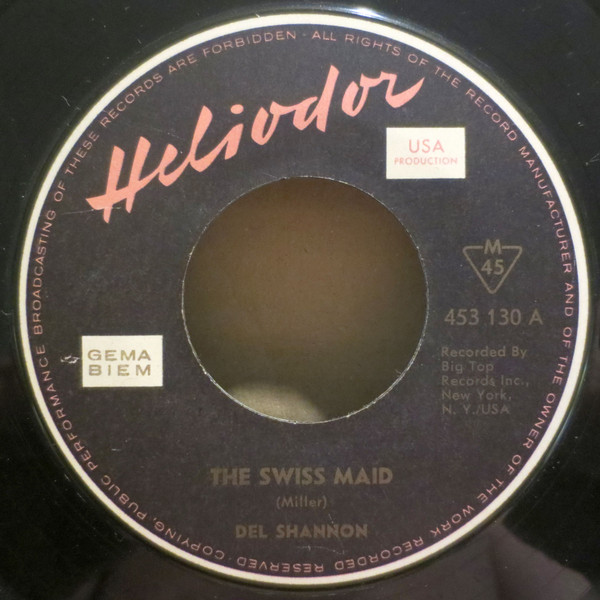 Heliodor
USA
PRODUCTION
M
45
453 130 A
GEMA
BIEM
Recorded By
Big Top
Records Inc.,
New York,
N. Y./USA
THE SWISS MAID
(Miller)
DEL SHANNON
ALL RIGHTS OF THE RECORD MANUFACTURER AND OF THE OWNER OF THE WORK RECORDED RESERVED · COPYING, PUBLIC PERFORMANCE BROADCASTING OF THESE RECORDS ARE FORBIDDEN ·